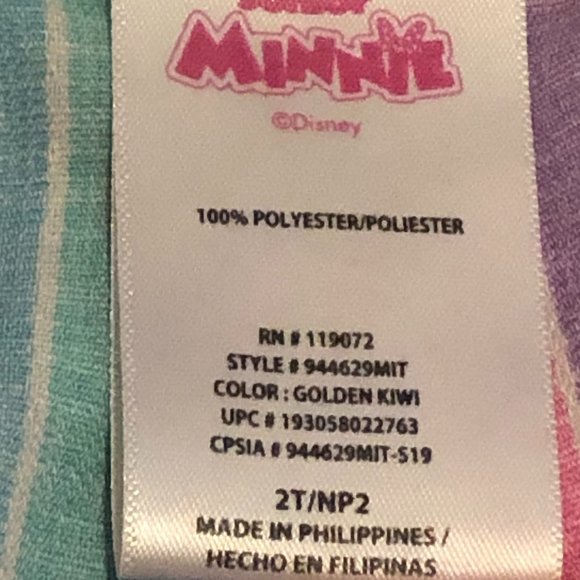 MINNIE
©Disney
100% POLYESTER/POLIESTER
RN # 119072
STYLE # 944629MIT
COLOR : GOLDEN KIWI
UPC # 193058022763
CPSIA # 944629MIT-S19
2T/NP2
MADE IN PHILIPPINES /
HECHO EN FILIPINAS